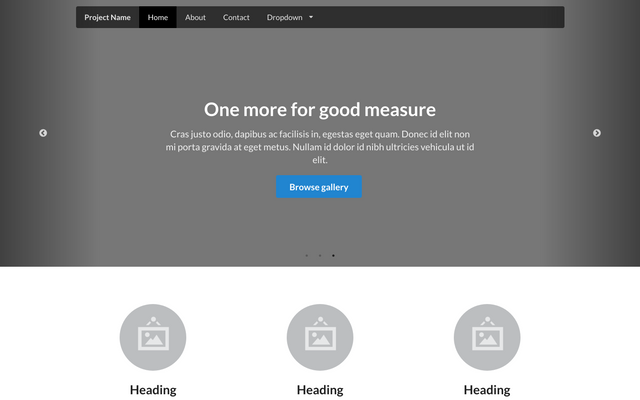 Project Name Home About Contact Dropdown
One more for good measure
Cras justo odio, dapibus ac facilisis in, egestas eget quam. Donec id elit non
mi porta gravida at eget metus. Nullam id dolor id nibh ultricies vehicula ut id
elit.
Browse gallery
Heading Heading Heading